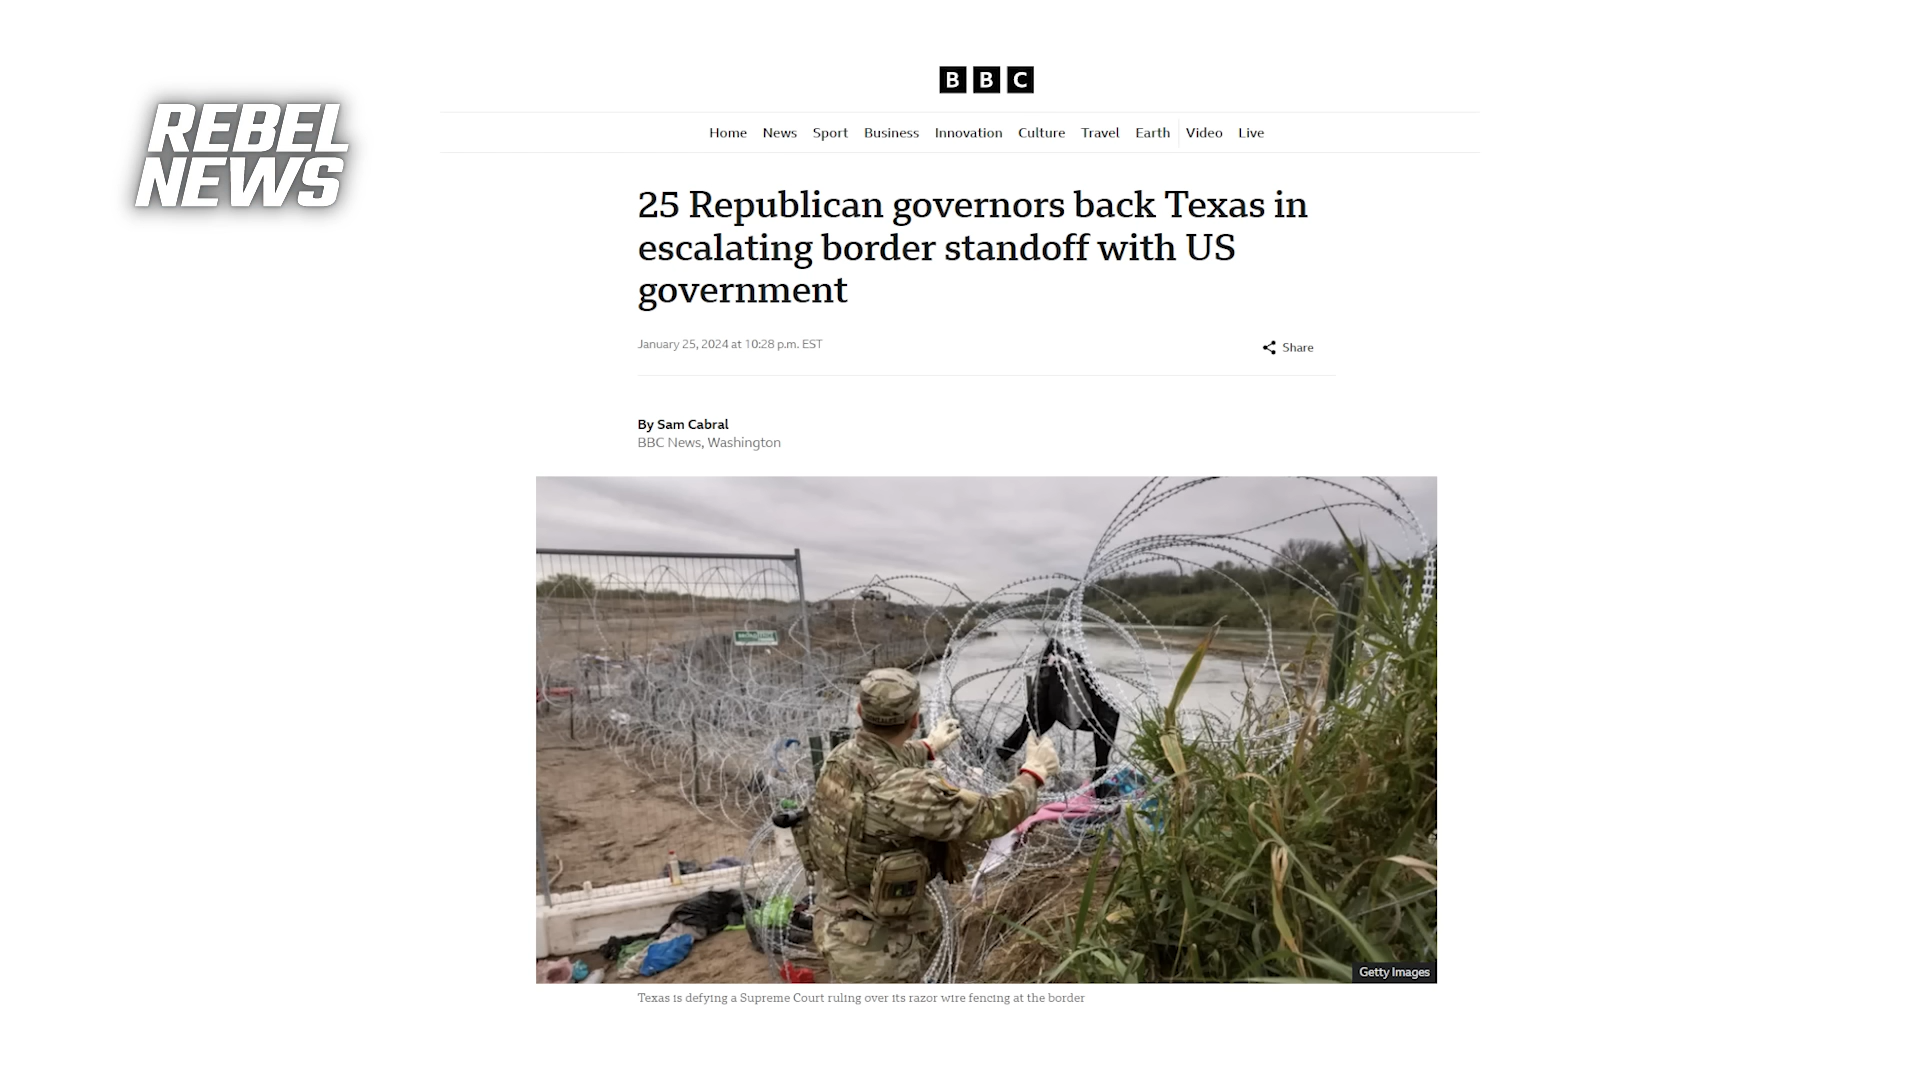 REBEL
NEWS
BBC
Home News Sport Business Innovation Culture Travel Earth Video Live
25 Republican governors back Texas in
escalating border standoff with US
government
January 25, 2024 at 10:28 p.m. EST
Share
By Sam Cabral
BBC News, Washington
Getty Images
Texas is defying a Supreme Court ruling over its razor wire fencing at the border